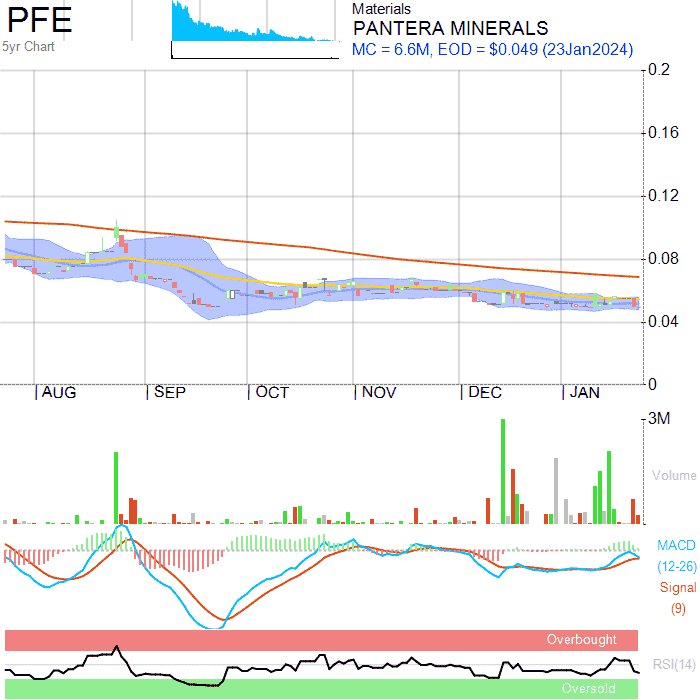 PFE
5yr Chart
Materials
PANTERA MINERALS
MC = 6.6M, EOD = $0.049 (23Jan2024)
0.2
0.16
0.12
0.08
0.04
0
AUG SEP OCT NOV DEC JAN
3M
Volume
MACD
(12-26)
Signal
(9)
Overbought
RSI(14)
Oversold